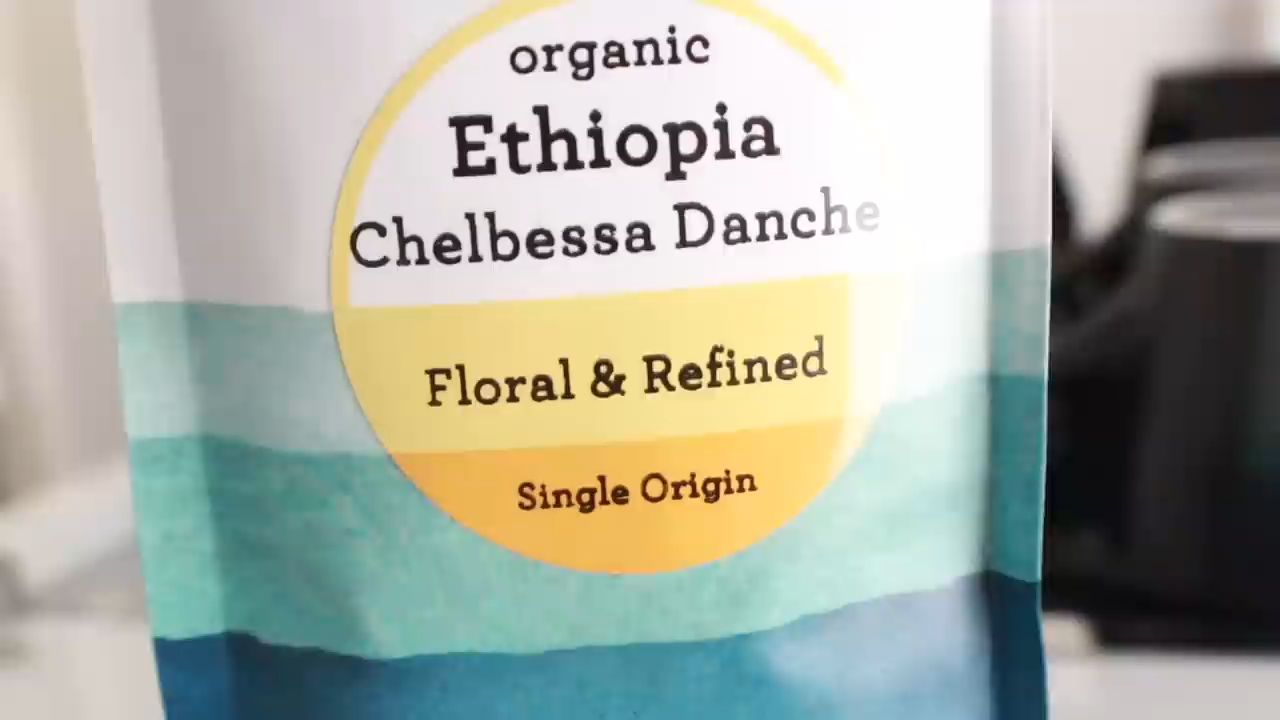 organic
Ethiopia
Chelbessa Danche
Floral & Refined
Single Origin